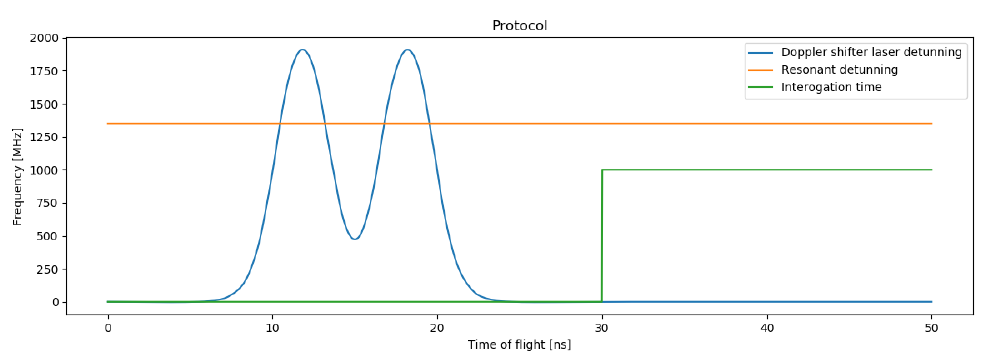 Protocol
Doppler shifter laser detunning
Resonant detunning
Interogation time
Frequency [MHz]
2000
1750
1500
1250
1000
750
500
250
0
0 10 20 30 40 50
Time of flight [ns]